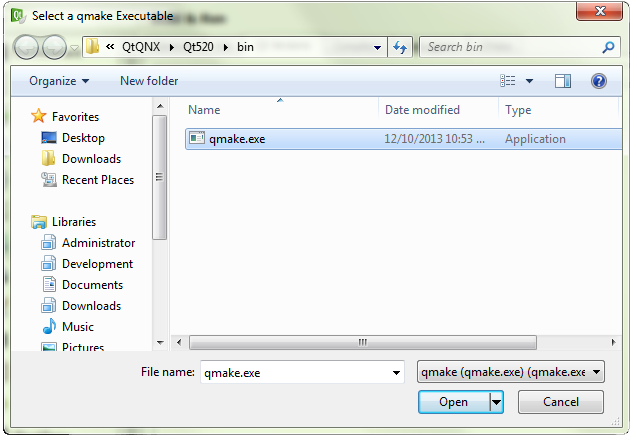 Select a qmake Executable
« QtQNX ▸ Qt520 ▸ bin
Search bin
Organize
New folder
Name
Date modified
Type
Favorites
Desktop
Downloads
Recent Places
Libraries
Administrator
Development
Documents
Downloads
Music
Pictures
qmake.exe
12/10/2013 10:53 ...
Application
File name:
qmake.exe
qmake (qmake.exe) (qmake.exe
Open
Cancel